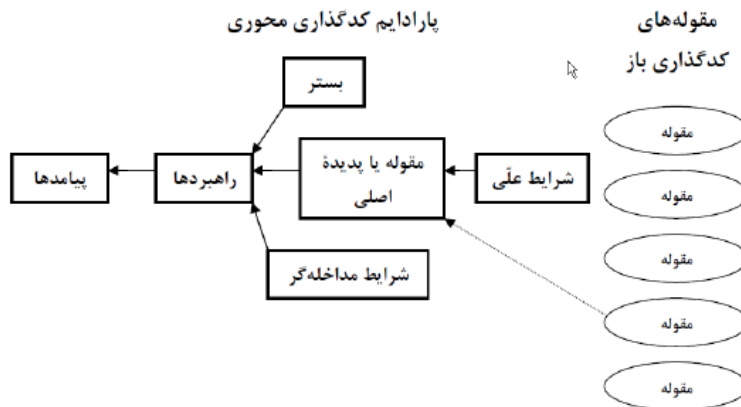 مقوله‌های
کدگذاری باز
پارادایم کدگذاری محوری
بستر
مقوله
مقوله یا پدیدهٔ
اصلی
شرایط علّی
راهبردها
پیامدها
مقوله
مقوله
شرایط مداخله‌گر
مقوله
مقوله